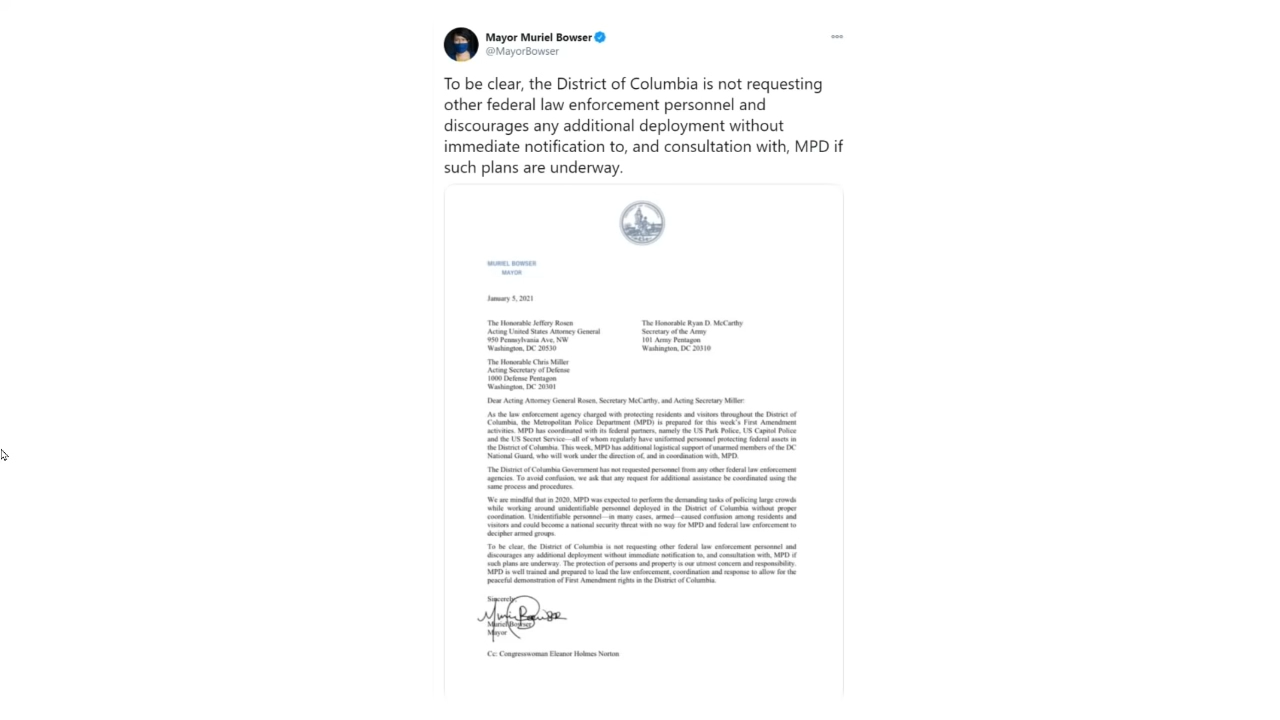 Mayor Muriel Bowser
@MayorBowser
To be clear, the District of Columbia is not requesting
other federal law enforcement personnel and
discourages any additional deployment without
immediate notification to, and consultation with, MPD if
such plans are underway.
MURIEL BOWSER
MAYOR
January 5, 2021
The Honorable Jeffery Rosen
Acting United States Attorney General
950 Pennsylvania Ave, NW
Washington, DC 20530
The Honorable Ryan D. McCarthy
Secretary of the Army
101 Army Pentagon
Washington, DC 20310
The Honorable Chris Miller
Acting Secretary of Defense
1000 Defense Pentagon
Washington, DC 20301
Dear Acting Attorney General Rosen, Secretary McCarthy, and Acting Secretary Miller:
As the law enforcement agency charged with protecting residents and visitors throughout the District of
Columbia, the Metropolitan Police Department (MPD) is prepared for this week's First Amendment
activities. MPD has coordinated with its federal partners, namely the US Park Police, US Capitol Police
and the US Secret Service—all of whom regularly have uniformed personnel protecting federal assets in
the District of Columbia. This week, MPD has additional logistical support of unarmed members of the DC
National Guard, who will work under the direction of, and in coordination with, MPD.
The District of Columbia Government has not requested personnel from any other federal law enforcement
agencies. To avoid confusion, we ask that any request for additional assistance be coordinated using the
same process and procedures.
We are mindful that in 2020, MPD was expected to perform the demanding tasks of policing large crowds
while working around unidentifiable personnel deployed in the District of Columbia without proper
coordination. Unidentifiable personnel—in many cases, armed—caused confusion among residents and
visitors and could become a national security threat with no way for MPD and federal law enforcement to
decipher armed groups.
To be clear, the District of Columbia is not requesting other federal law enforcement personnel and
discourages any additional deployment without immediate notification to, and consultation with, MPD if
such plans are underway. The protection of persons and property is our utmost concern and responsibility.
MPD is well trained and prepared to lead the law enforcement, coordination and response to allow for the
peaceful demonstration of First Amendment rights in the District of Columbia.
Sincerely,
Muriel Bowser
Muriel Bowser
Mayor
Cc: Congresswoman Eleanor Holmes Norton